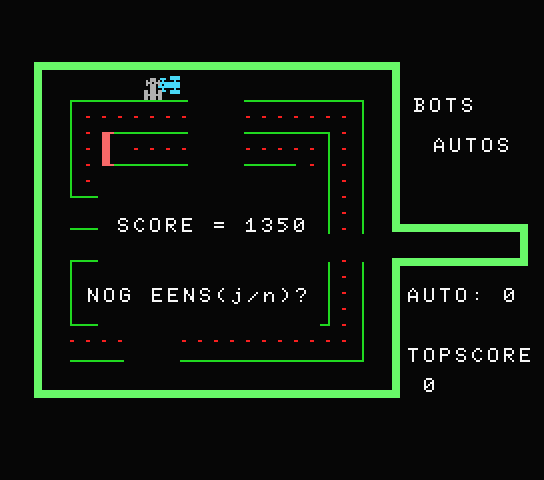 BOTS
AUTOS
SCORE = 1350
NOG EENS(j/n)?
AUTO: 0
TOPSCORE
0